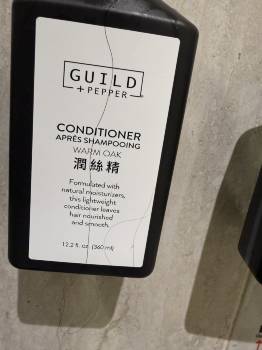 GUILD
+ PEPPER
CONDITIONER
APRÈS SHAMPOOING
WARM OAK
潤絲精
Formulated with
natural moisturizers,
this lightweight
conditioner leaves
hair nourished
and smooth.
12.2 fl. oz. (360 ml)